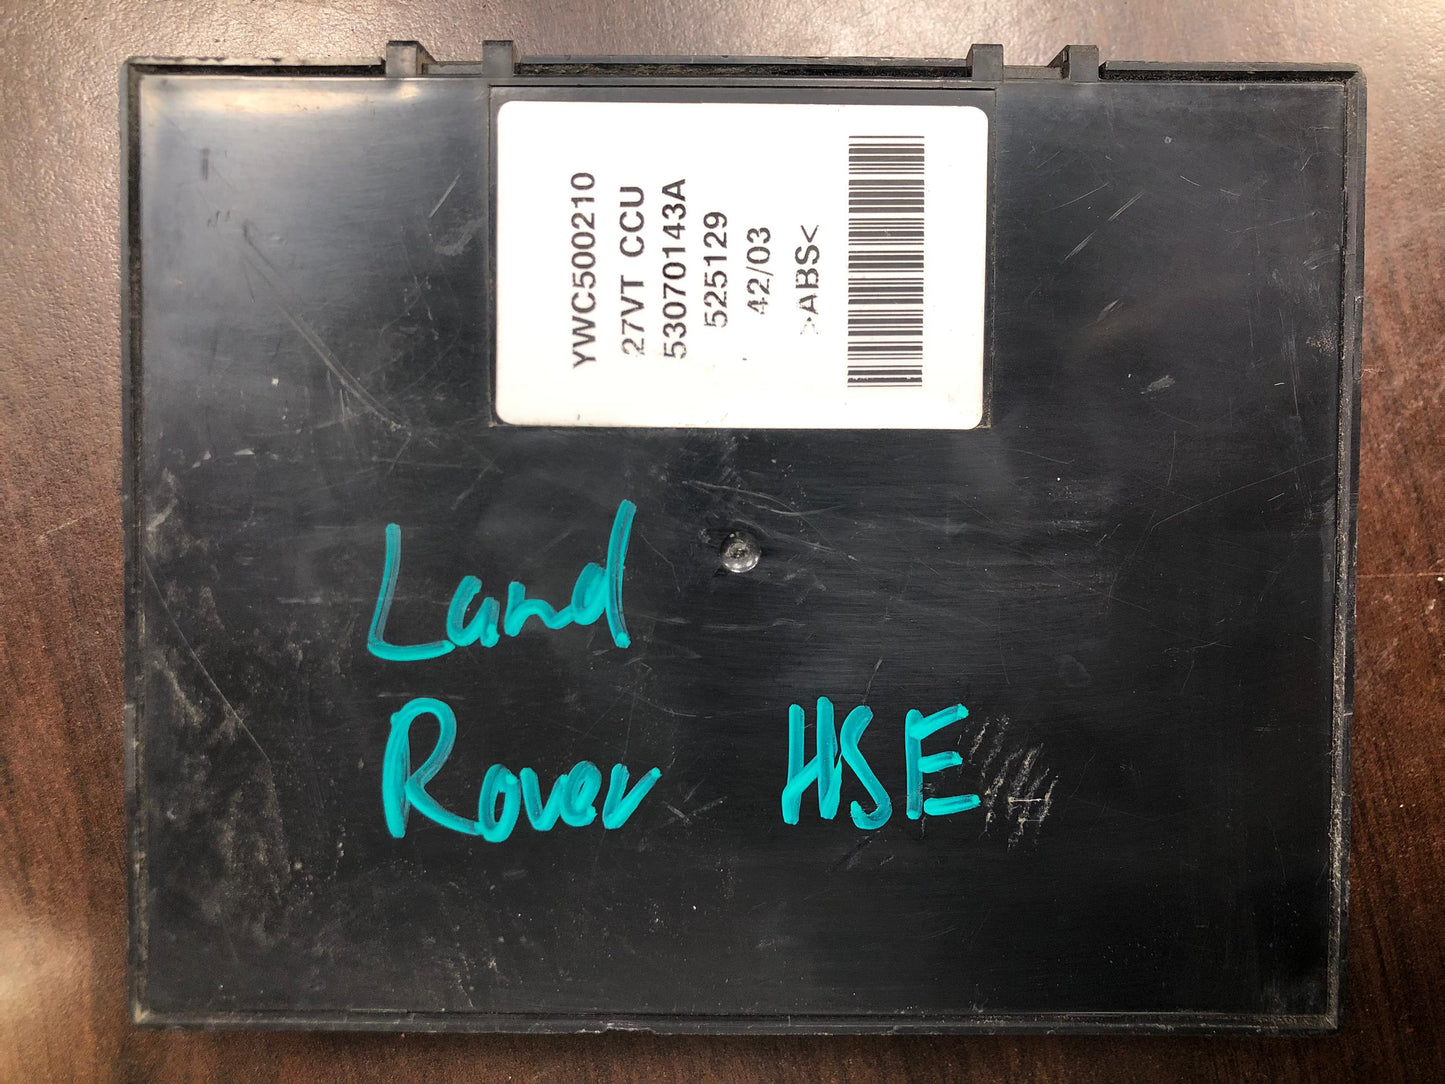 YWC500210
27VT CCU
53070143A
525129
42/03
>ABS<
Land
Rover HSE